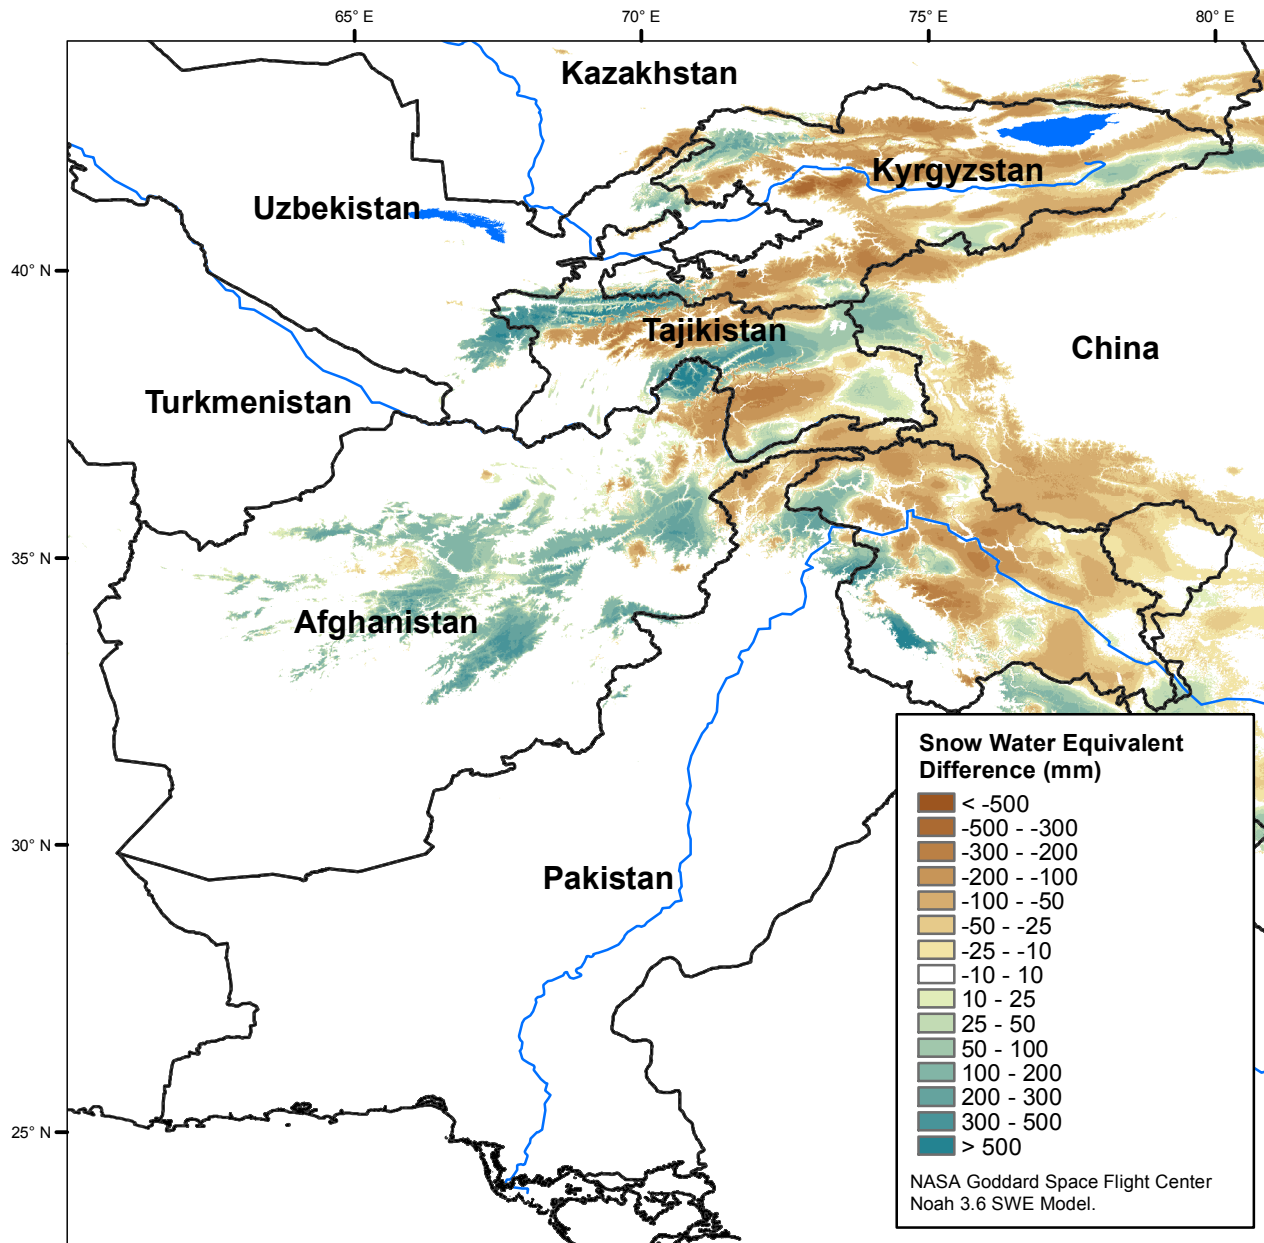 65° E
70° E
75° E
80° E
Kazakhstan
Kyrgyzstan
Uzbekistan
40° N
Tajikistan
China
Turkmenistan
35° N
Afghanistan
Snow Water Equivalent
Difference (mm)
< -500
-500 - -300
-300 - -200
-200 - -100
-100 - -50
-50 - -25
-25 - -10
-10 - 10
10 - 25
25 - 50
50 - 100
100 - 200
200 - 300
300 - 500
> 500
NASA Goddard Space Flight Center
Noah 3.6 SWE Model.
30° N
Pakistan
25° N